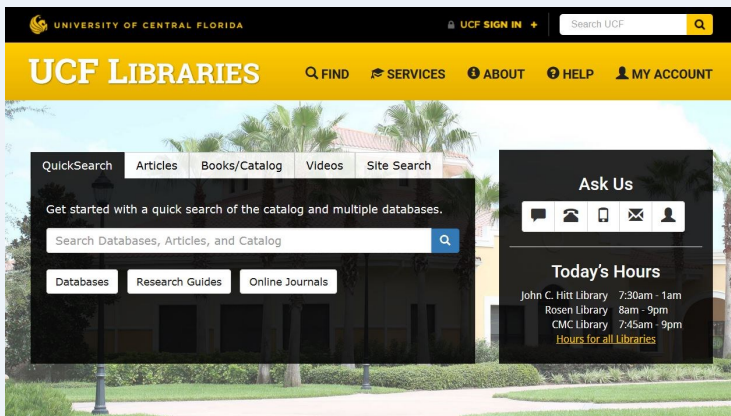 UNIVERSITY OF CENTRAL FLORIDA
UCF SIGN IN +
Search UCF
UCF LIBRARIES
FIND
SERVICES
ABOUT
HELP
MY ACCOUNT
QuickSearch
Articles
Books/Catalog
Videos
Site Search
Get started with a quick search of the catalog and multiple databases.
Search Databases, Articles, and Catalog
Databases
Research Guides
Online Journals
Ask Us
Today's Hours
John C. Hitt Library 7:30am - 1am
Rosen Library 8am - 9pm
CMC Library 7:45am - 9pm
Hours for all Libraries